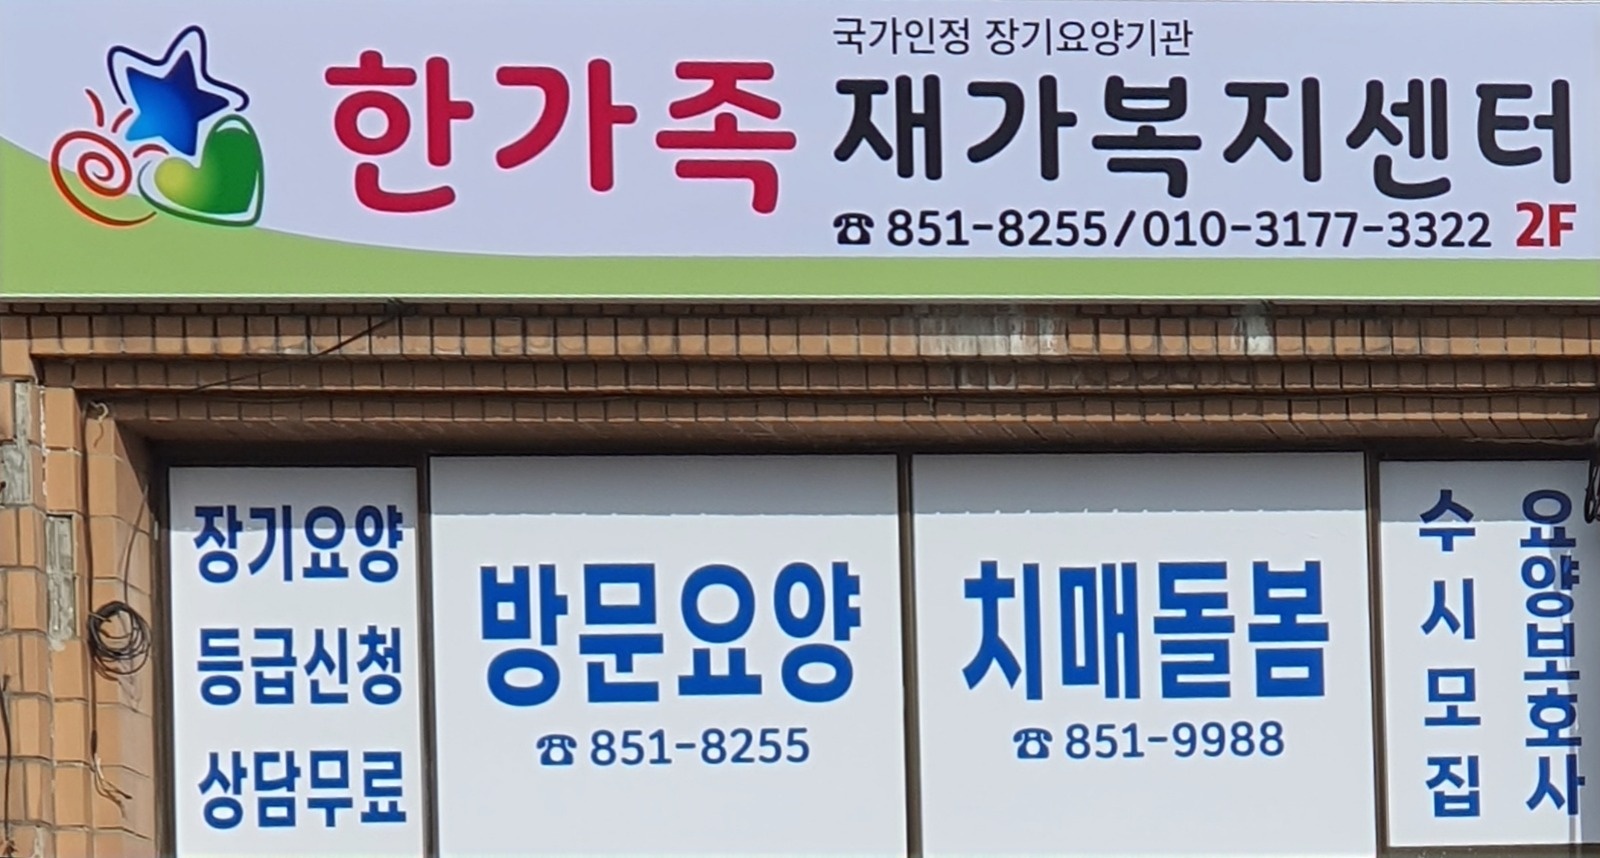 국가인정 장기요양기관
한가족 재가복지센터
☎851-8255/010-3177-3322 2F
장기요양
등급신청
상담무료
방문요양
☎851-8255
치매돌봄
☎851-9988
요양보호사
수시모집